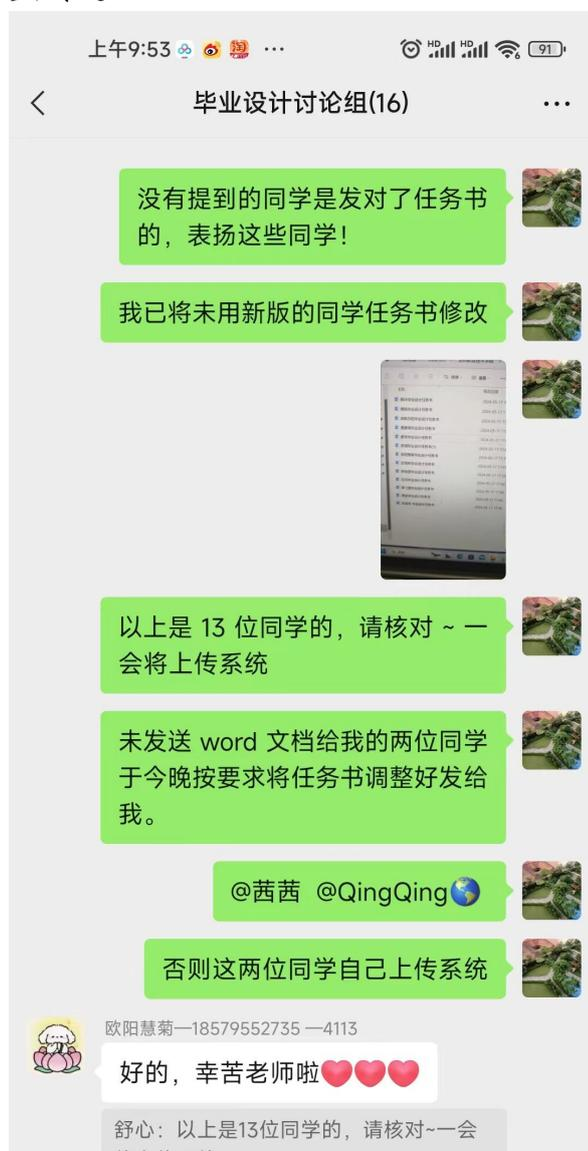 上午9:53
HD HD 91
毕业设计讨论组(16)
没有提到的同学是发对了任务书
的，表扬这些同学！
我已将未用新版的同学任务书修改
以上是 13 位同学的，请核对 ~ 一
会将上传系统
未发送 word 文档给我的两位同学
于今晚按要求将任务书调整好发给
我。
@茜茜 @QingQing🌎
否则这两位同学自己上传系统
欧阳慧菊—18579552735 —4113
好的，幸苦老师啦❤️❤️❤️
舒心：以上是13位同学的，请核对~一会